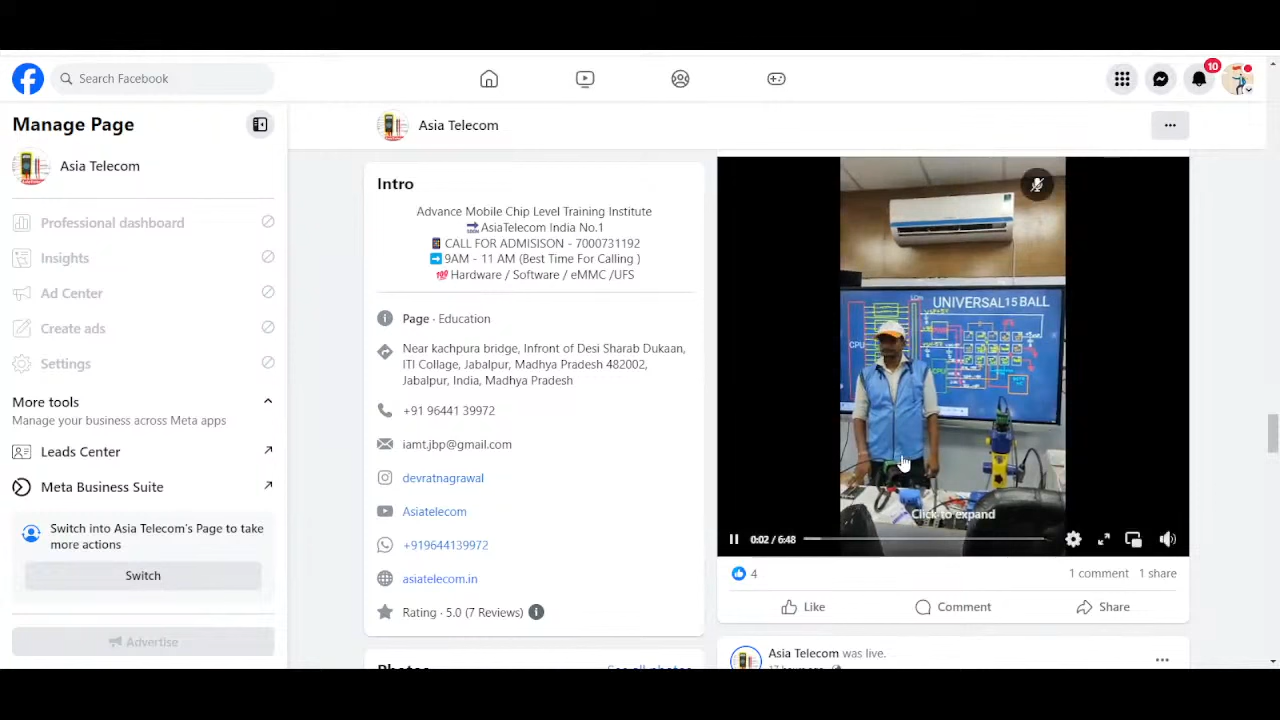 Search Facebook
10
Manage Page
Asia Telecom
Professional dashboard
Insights
Ad Center
Create ads
Settings
More tools
Manage your business across Meta apps
Leads Center
Meta Business Suite
Switch into Asia Telecom's Page to take
more actions
Switch
Advertise
Asia Telecom
Intro
Advance Mobile Chip Level Training Institute
AsiaTelecom India No.1
CALL FOR ADMISISON - 7000731192
9AM - 11 AM (Best Time For Calling )
Hardware / Software / eMMC /UFS
Page · Education
Near kachpura bridge, Infront of Desi Sharab Dukaan,
ITI Collage, Jabalpur, Madhya Pradesh 482002,
Jabalpur, India, Madhya Pradesh
+91 96441 39972
iamt.jbp@gmail.com
devratnagrawal
Asiatelecom
+919644139972
asiatelecom.in
Rating · 5.0 (7 Reviews)
UNIVERSAL 15 BALL
CPU
Click to expand
0:02 / 6:48
4
1 comment 1 share
Like Comment Share
Asia Telecom was live.